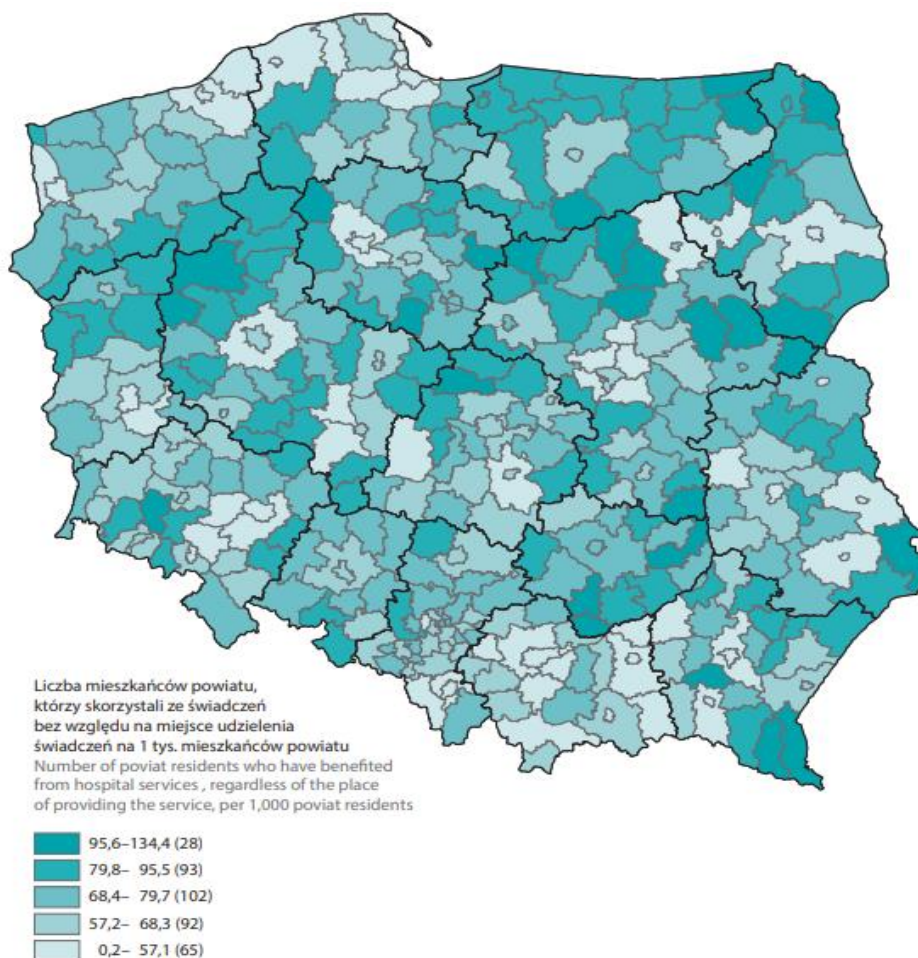 Liczba mieszkańców powiatu,
którzy skorzystali ze świadczeń
bez względu na miejsce udzielenia
świadczeń na 1 tys. mieszkańców powiatu
Number of poviat residents who have benefited
from hospital services , regardless of the place
of providing the service, per 1,000 poviat residents
95,6–134,4 (28)
79,8– 95,5 (93)
68,4– 79,7 (102)
57,2– 68,3 (92)
0,2– 57,1 (65)